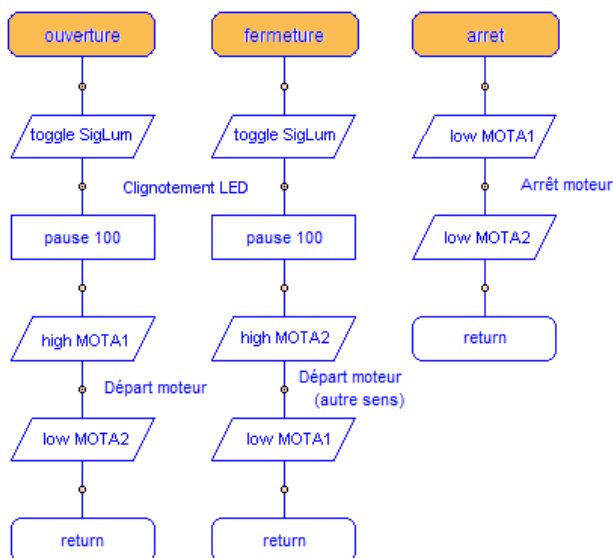 ouverture
toggle SigLum
pause 100
high MOTA1
Départ moteur
low MOTA2
return
Clignotement LED
fermeture
toggle SigLum
pause 100
high MOTA2
Départ moteur
(autre sens)
low MOTA1
return
arret
low MOTA1
Arrêt moteur
low MOTA2
return